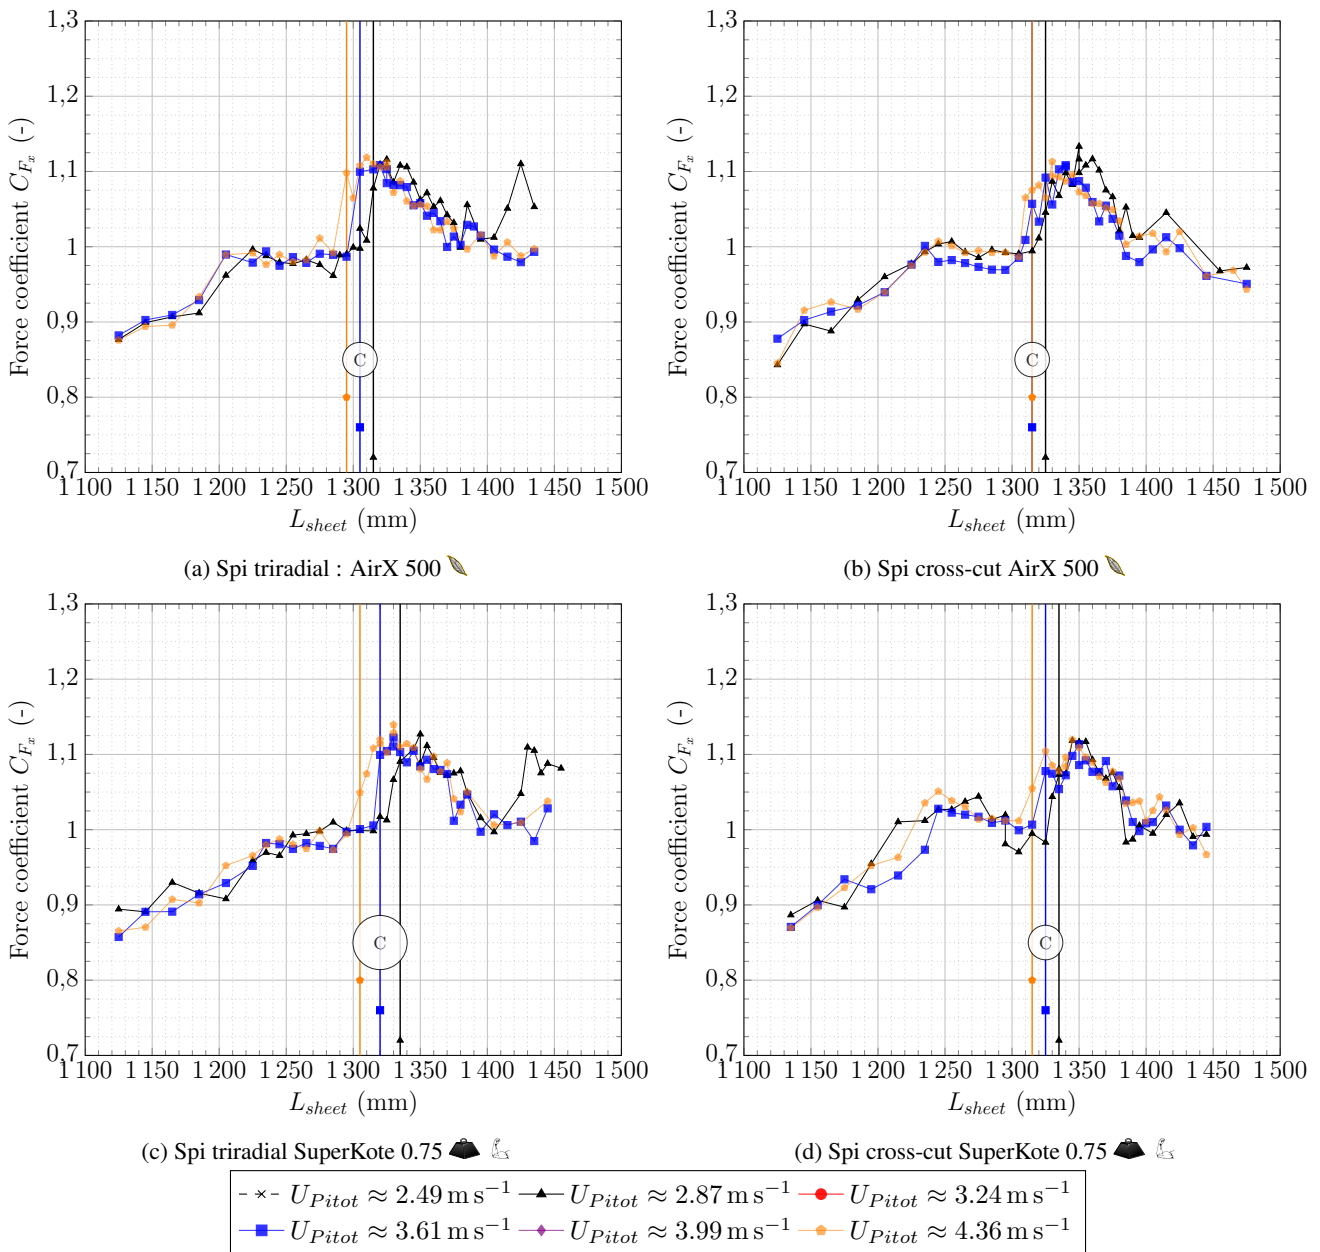 1,3
1,2
1,1
1
0,9
0,8
0,7
Force coefficient C_{F_x} (-)
C
1 100 1 150 1 200 1 250 1 300 1 350 1 400 1 450 1 500
L_{sheet} (mm)
(a) Spi triradial : AirX 500
1,3
1,2
1,1
1
0,9
0,8
0,7
Force coefficient C_{F_x} (-)
C
1 100 1 150 1 200 1 250 1 300 1 350 1 400 1 450 1 500
L_{sheet} (mm)
(b) Spi cross-cut AirX 500
1,3
1,2
1,1
1
0,9
0,8
0,7
Force coefficient C_{F_x} (-)
C
1 100 1 150 1 200 1 250 1 300 1 350 1 400 1 450 1 500
L_{sheet} (mm)
(c) Spi triradial SuperKote 0.75
1,3
1,2
1,1
1
0,9
0,8
0,7
Force coefficient C_{F_x} (-)
C
1 100 1 150 1 200 1 250 1 300 1 350 1 400 1 450 1 500
L_{sheet} (mm)
(d) Spi cross-cut SuperKote 0.75
U_{Pitot} ≈ 2.49 m s⁻¹ U_{Pitot} ≈ 2.87 m s⁻¹ U_{Pitot} ≈ 3.24 m s⁻¹
U_{Pitot} ≈ 3.61 m s⁻¹ U_{Pitot} ≈ 3.99 m s⁻¹ U_{Pitot} ≈ 4.36 m s⁻¹